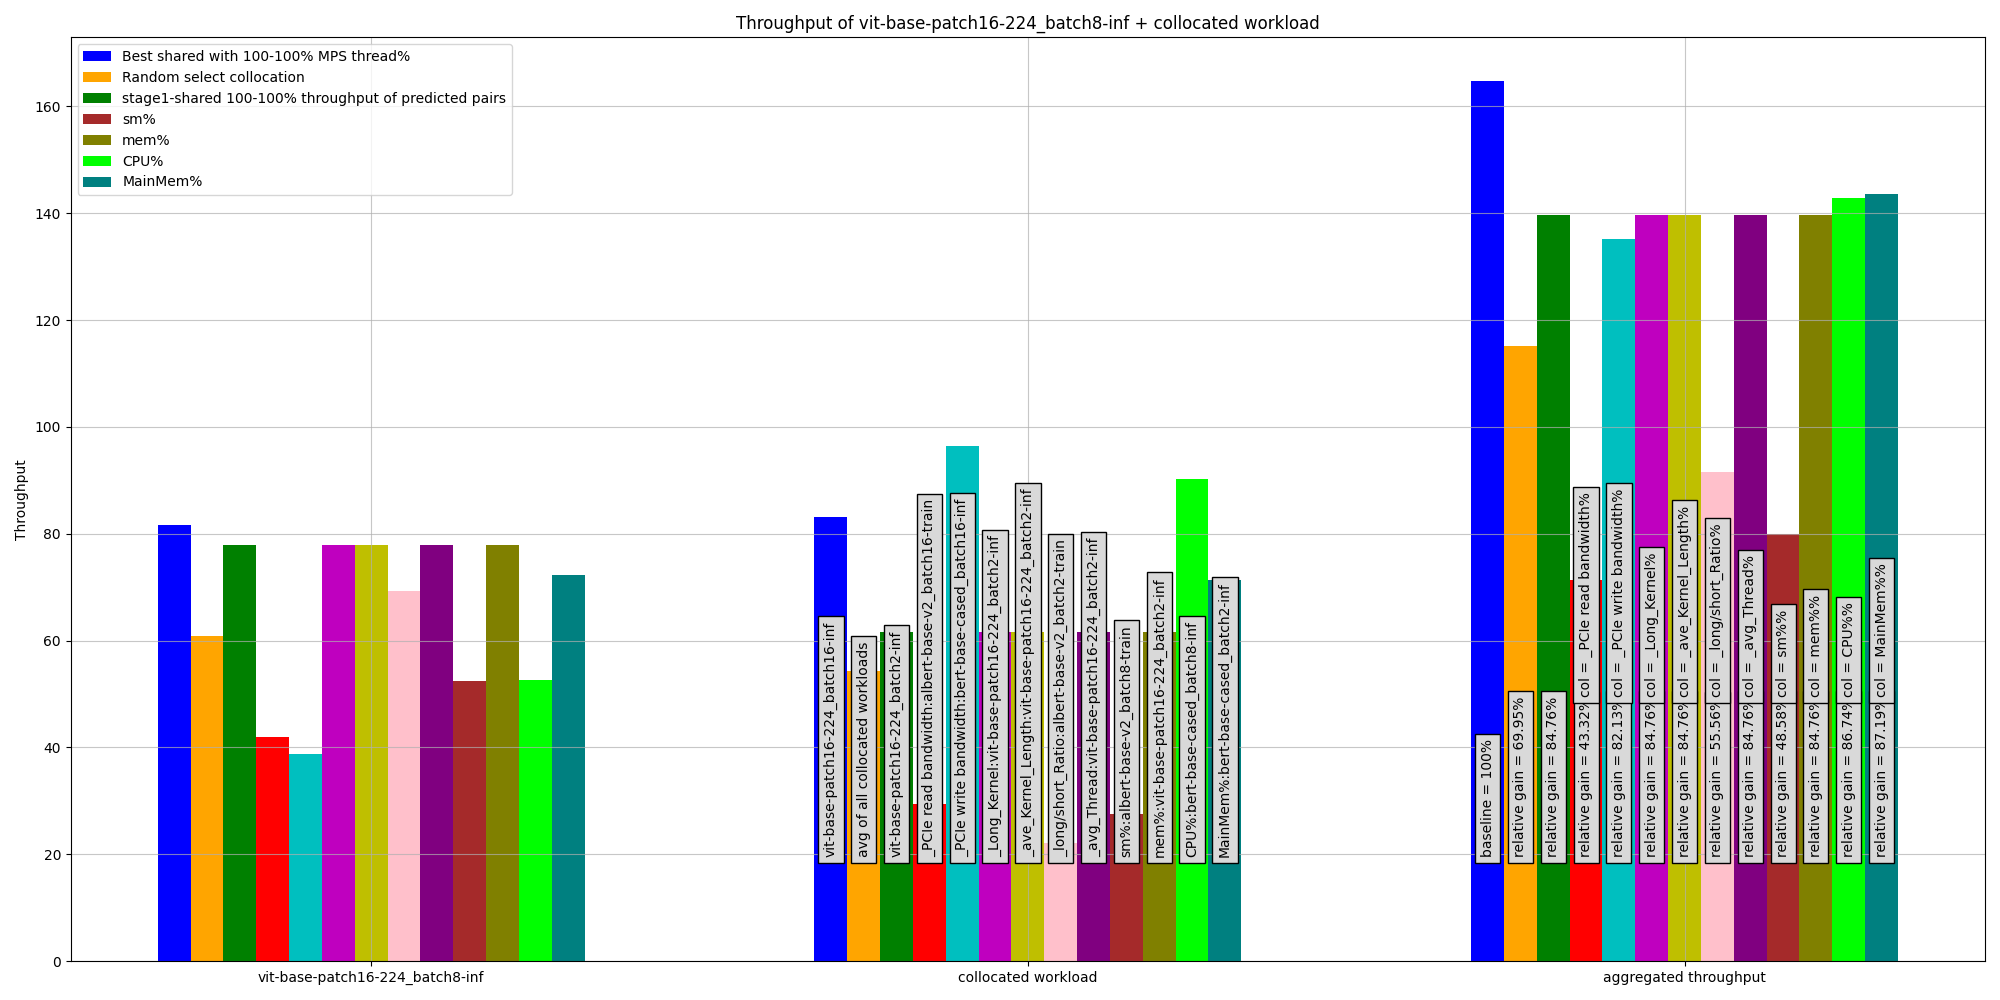 Throughput of vit-base-patch16-224_batch8-inf + collocated workload
Best shared with 100-100% MPS thread%
Random select collocation
stage1-shared 100-100% throughput of predicted pairs
sm%
mem%
CPU%
MainMem%
Throughput
160
140
120
100
80
60
40
20
0
vit-base-patch16-224_batch16-inf
avg of all collocated workloads
vit-base-patch16-224_batch2-inf
_PCIe read bandwidth:albert-base-v2_batch16-train
_PCIe write bandwidth:bert-base-cased_batch16-inf
_Long_Kernel:vit-base-patch16-224_batch2-inf
_ave_Kernel_Length:vit-base-patch16-224_batch2-inf
_long/short_Ratio:albert-base-v2_batch2-train
_avg_Thread:vit-base-patch16-224_batch2-inf
sm%:albert-base-v2_batch8-train
mem%:vit-base-patch16-224_batch2-inf
CPU%:bert-base-cased_batch8-inf
MainMem%:bert-base-cased_batch2-inf
baseline = 100%
relative gain = 69.95%
relative gain = 84.76%
relative gain = 43.32%
col = _PCIe read bandwidth%
relative gain = 82.13%
col = _PCIe write bandwidth%
relative gain = 84.76%
col = _Long_Kernel%
relative gain = 84.76%
col = _ave_Kernel_Length%
relative gain = 55.56%
col = _long/short_Ratio%
relative gain = 84.76%
col = _avg_Thread%
relative gain = 48.58%
col = sm%%
relative gain = 84.76%
col = mem%%
relative gain = 86.74%
col = CPU%%
relative gain = 87.19%
col = MainMem%%
vit-base-patch16-224_batch8-inf
collocated workload
aggregated throughput